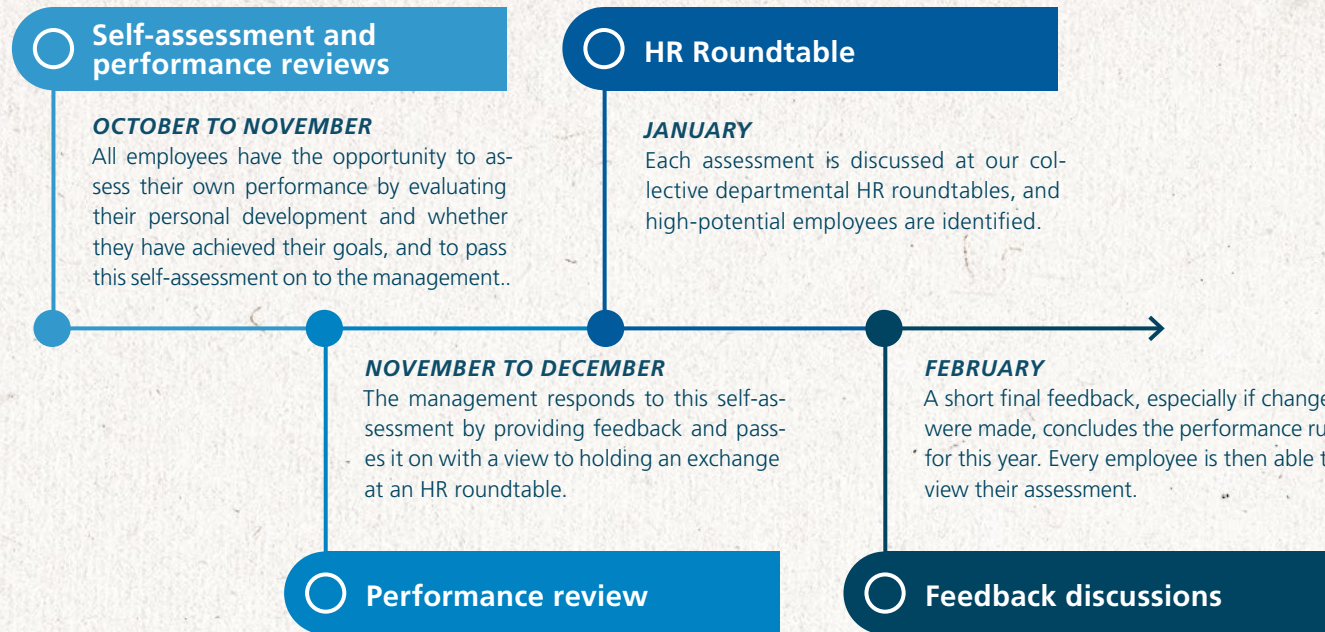 Self-assessment and
performance reviews
OCTOBER TO NOVEMBER
All employees have the opportunity to as-
sess their own performance by evaluating
their personal development and whether
they have achieved their goals, and to pass
this self-assessment on to the management..
HR Roundtable
JANUARY
Each assessment is discussed at our col-
lective departmental HR roundtables, and
high-potential employees are identified.
NOVEMBER TO DECEMBER
The management responds to this self-as-
sessment by providing feedback and pass-
es it on with a view to holding an exchange
at an HR roundtable.
Performance review
FEBRUARY
A short final feedback, especially if change
were made, concludes the performance ru
for this year. Every employee is then able t
view their assessment.
Feedback discussions